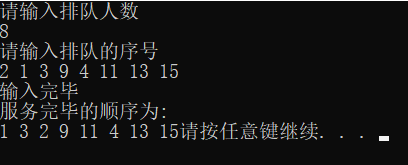 请输入排队人数
8
请输入排队的序号
2 1 3 9 4 11 13 15
输入完毕
服务完毕的顺序为:
1 3 2 9 11 4 13 15请按任意键继续. . .